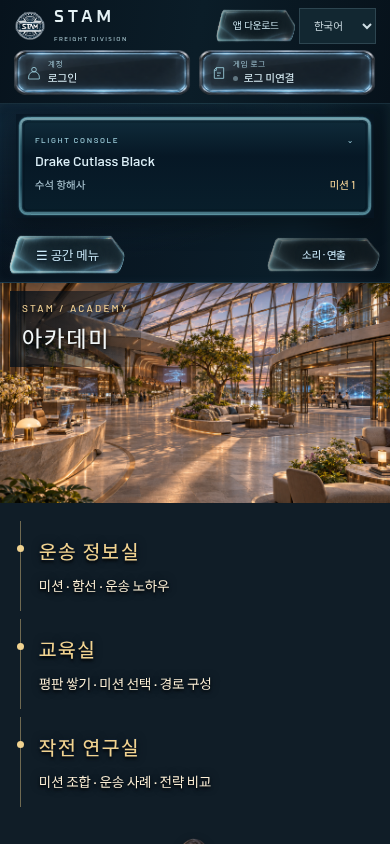 STAM
FREIGHT DIVISION
앱 다운로드
한국어
계정
로그인
게임 로그
로그 미연결
FLIGHT CONSOLE
Drake Cutlass Black
수석 항해사
미션 1
☰ 공간 메뉴
소리·연출
STAM / ACADEMY
아카데미
운송 정보실
미션·함선·운송 노하우
교육실
평판 쌓기·미션 선택·경로 구성
작전 연구실
미션 조합·운송 사례·전략 비교